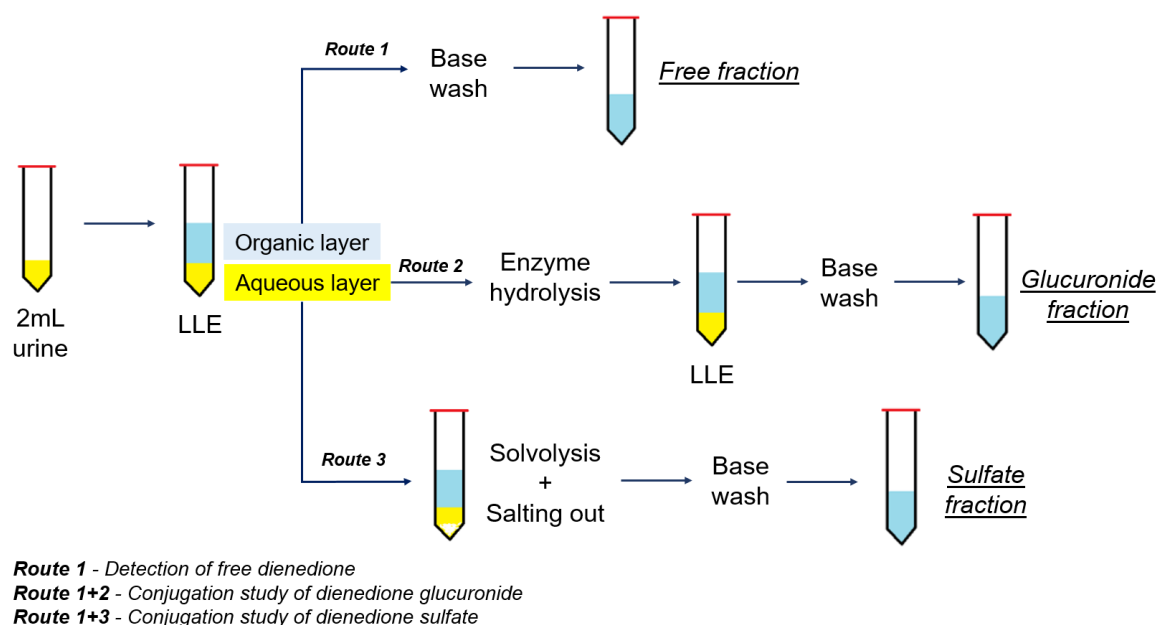 Route 1
Base
wash
Free fraction
2mL
urine
LLE
Organic layer
Aqueous layer
Route 2
Enzyme
hydrolysis
LLE
Base
wash
Glucuronide
fraction
Route 3
Solvolysis
+
Salting out
Base
wash
Sulfate
fraction
Route 1 - Detection of free dienedione
Route 1+2 - Conjugation study of dienedione glucuronide
Route 1+3 - Conjugation study of dienedione sulfate